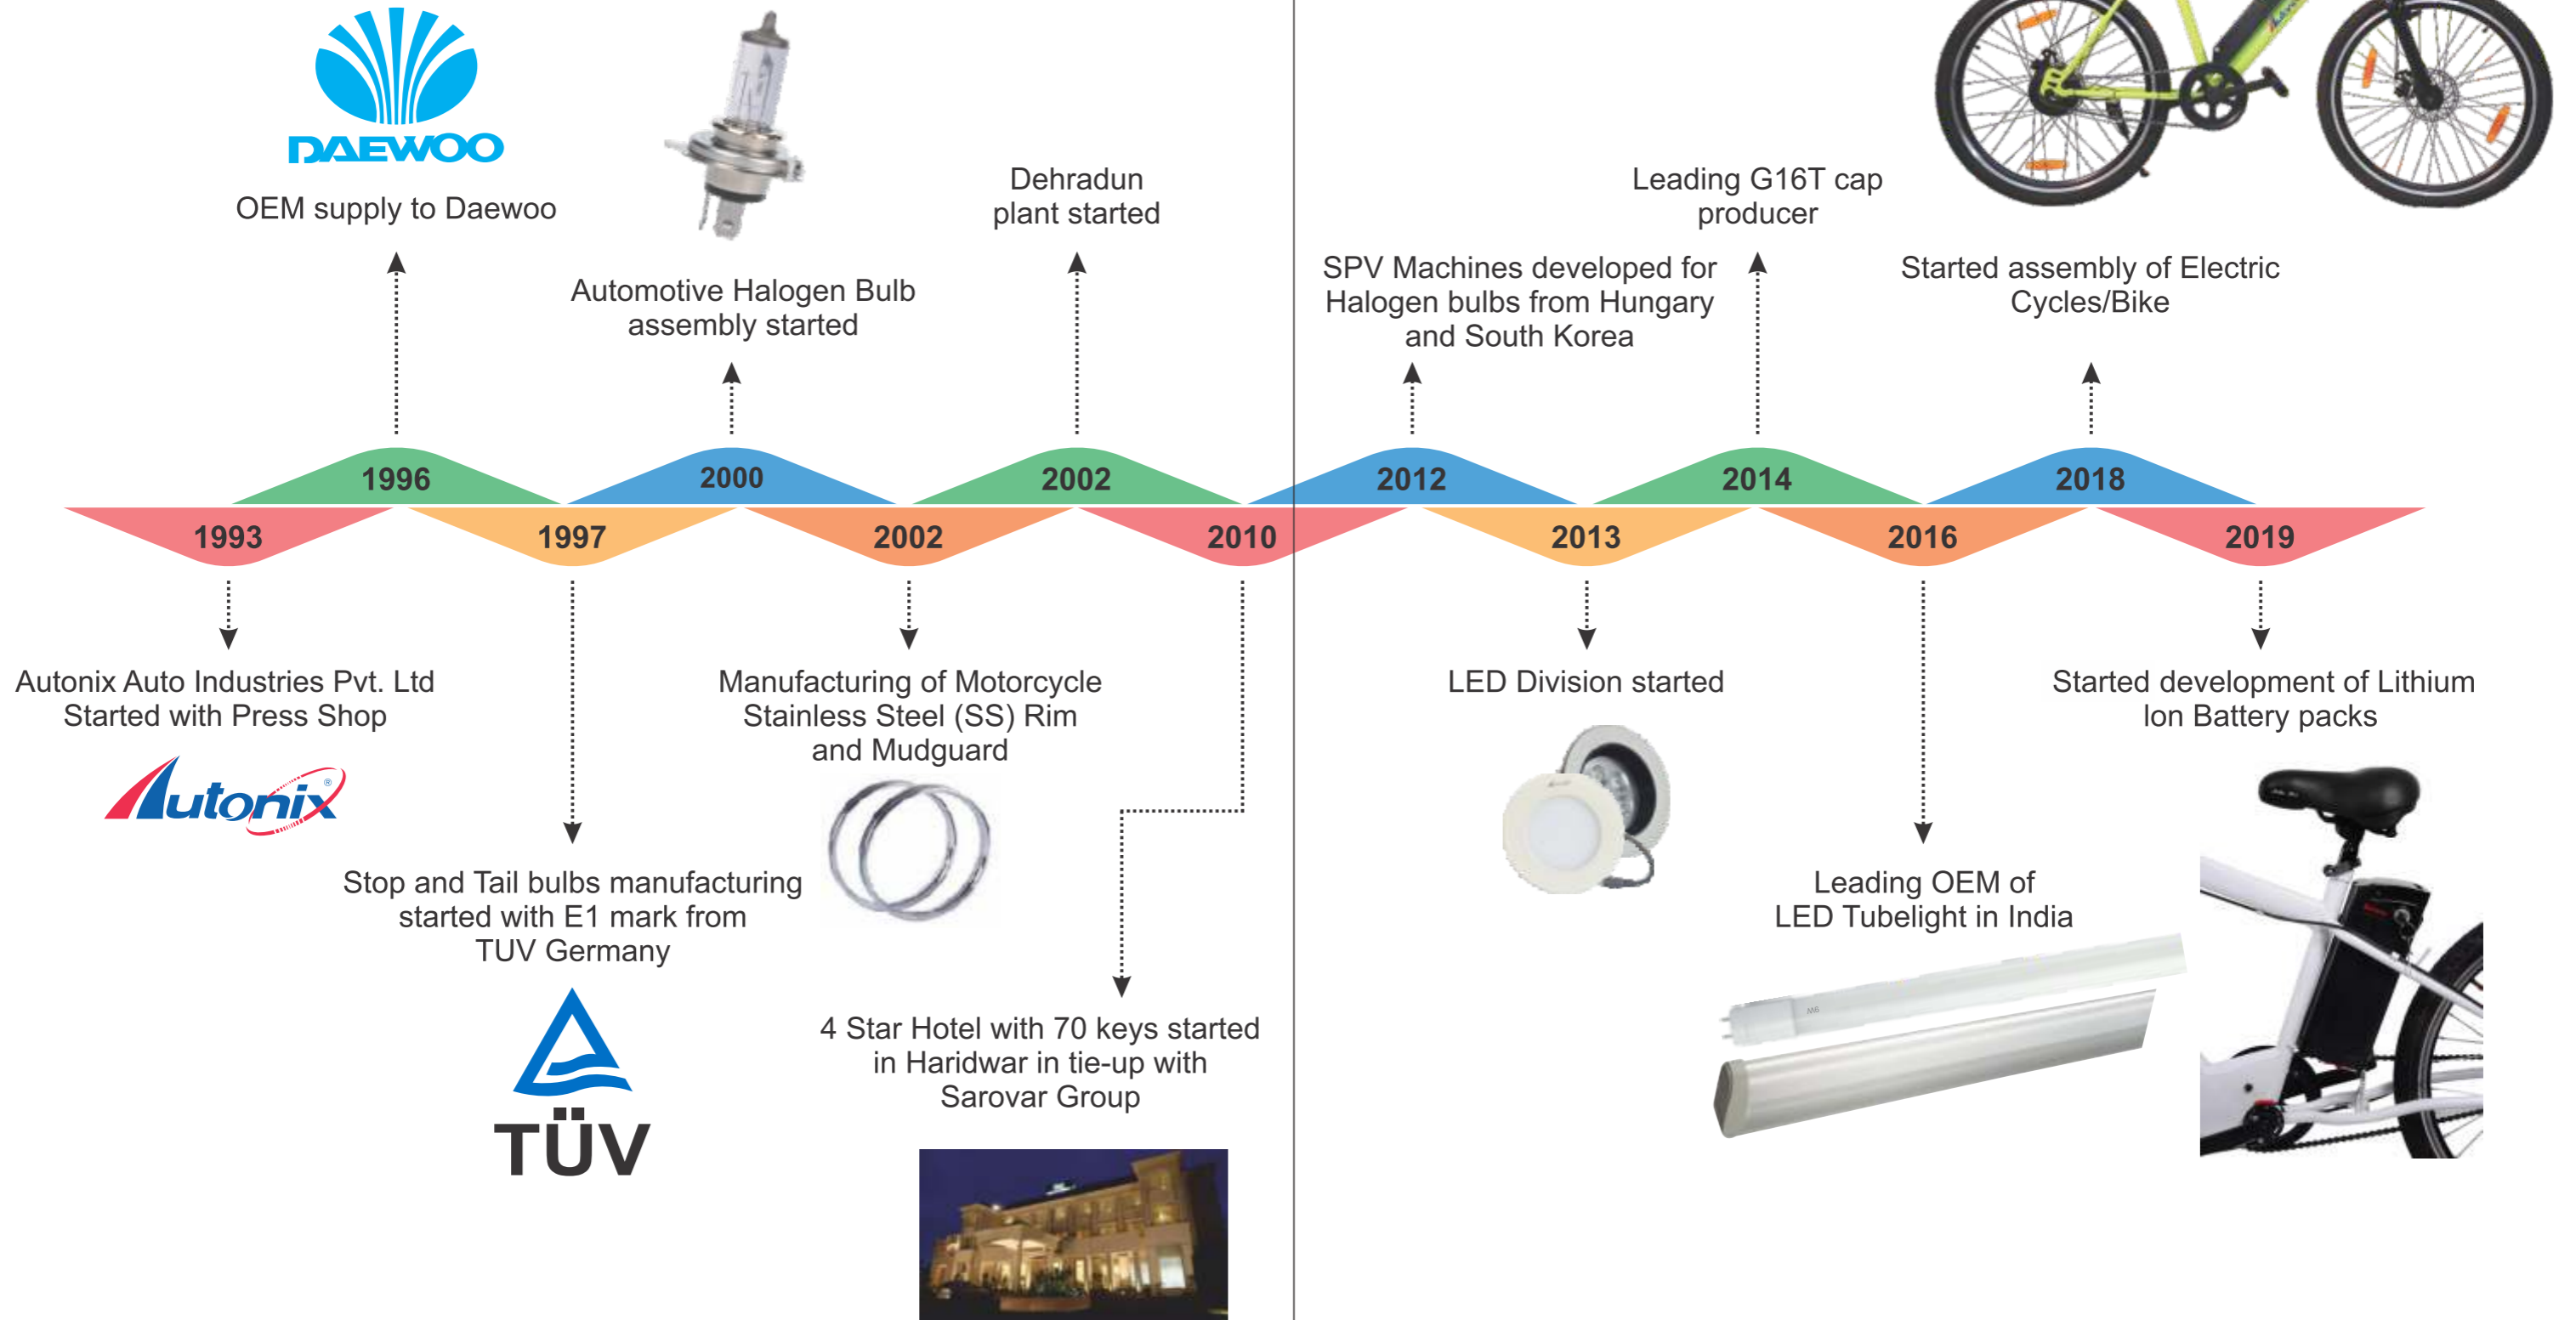 DAEWOO
OEM supply to Daewoo
Automotive Halogen Bulb
assembly started
Dehradun
plant started
SPV Machines developed for
Halogen bulbs from Hungary
and South Korea
Leading G16T cap
producer
Started assembly of Electric
Cycles/Bike
1996
2000
2002
2012
2014
2018
1993
1997
2002
2010
2013
2016
2019
Autonix Auto Industries Pvt. Ltd
Started with Press Shop
Autonix®
Stop and Tail bulbs manufacturing
started with E1 mark from
TUV Germany
TÜV
Manufacturing of Motorcycle
Stainless Steel (SS) Rim
and Mudguard
4 Star Hotel with 70 keys started
in Haridwar in tie-up with
Sarovar Group
LED Division started
Leading OEM of
LED Tubelight in India
9W
Started development of Lithium
Ion Battery packs